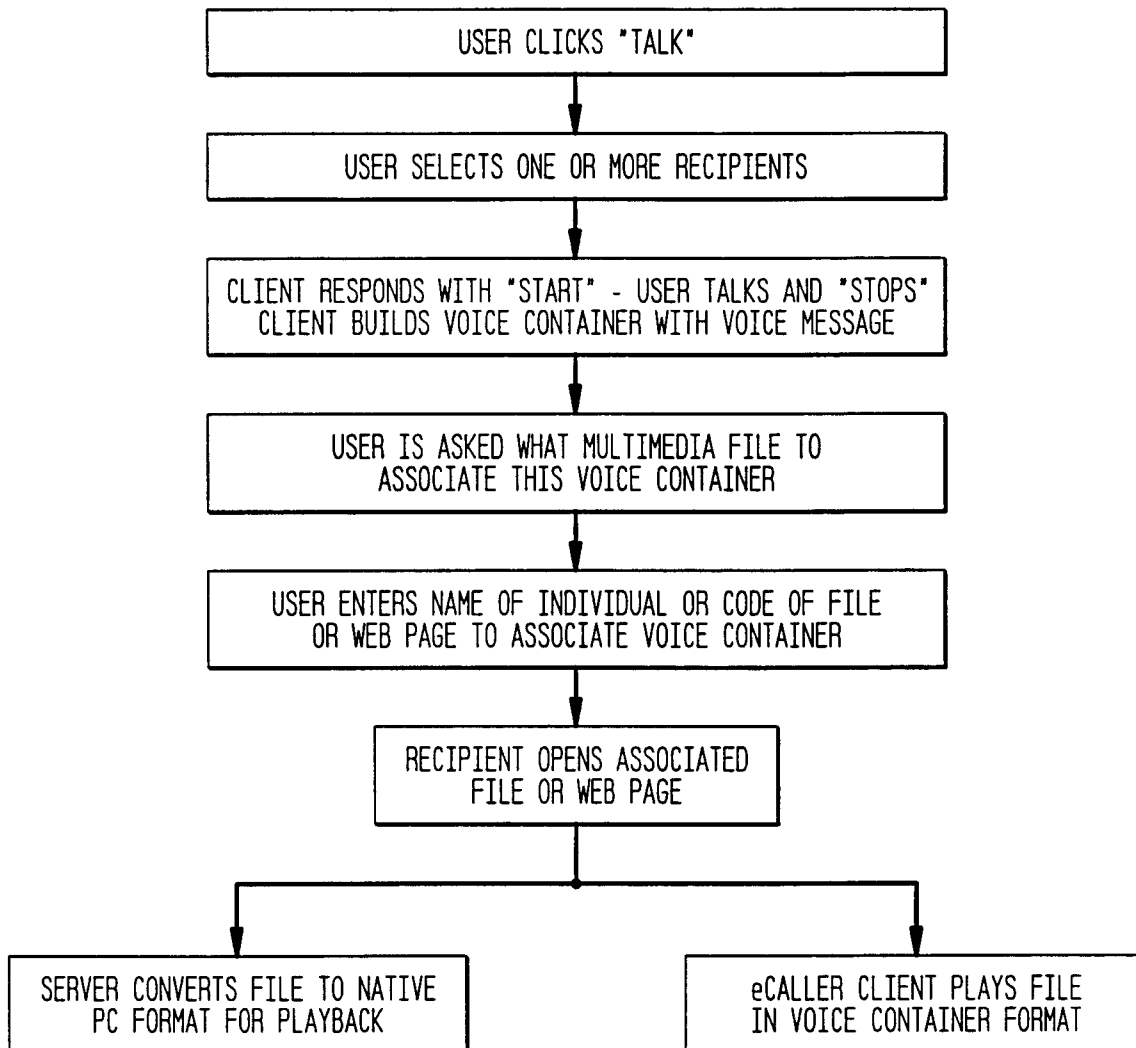 USER CLICKS "TALK"
USER SELECTS ONE OR MORE RECIPIENTS
CLIENT RESPONDS WITH "START" - USER TALKS AND "STOPS"
CLIENT BUILDS VOICE CONTAINER WITH VOICE MESSAGE
USER IS ASKED WHAT MULTIMEDIA FILE TO
ASSOCIATE THIS VOICE CONTAINER
USER ENTERS NAME OF INDIVIDUAL OR CODE OF FILE
OR WEB PAGE TO ASSOCIATE VOICE CONTAINER
RECIPIENT OPENS ASSOCIATED
FILE OR WEB PAGE
SERVER CONVERTS FILE TO NATIVE
PC FORMAT FOR PLAYBACK
eCALLER CLIENT PLAYS FILE
IN VOICE CONTAINER FORMAT